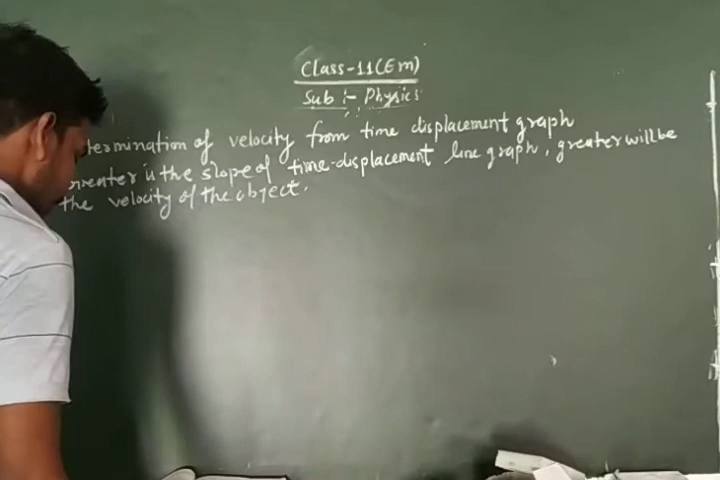 Class-11(Em)
Sub :- Physics
termination of velocity from time displacement graph
Greater is the slope of time-displacement line graph, greater will be
the velocity of the object.